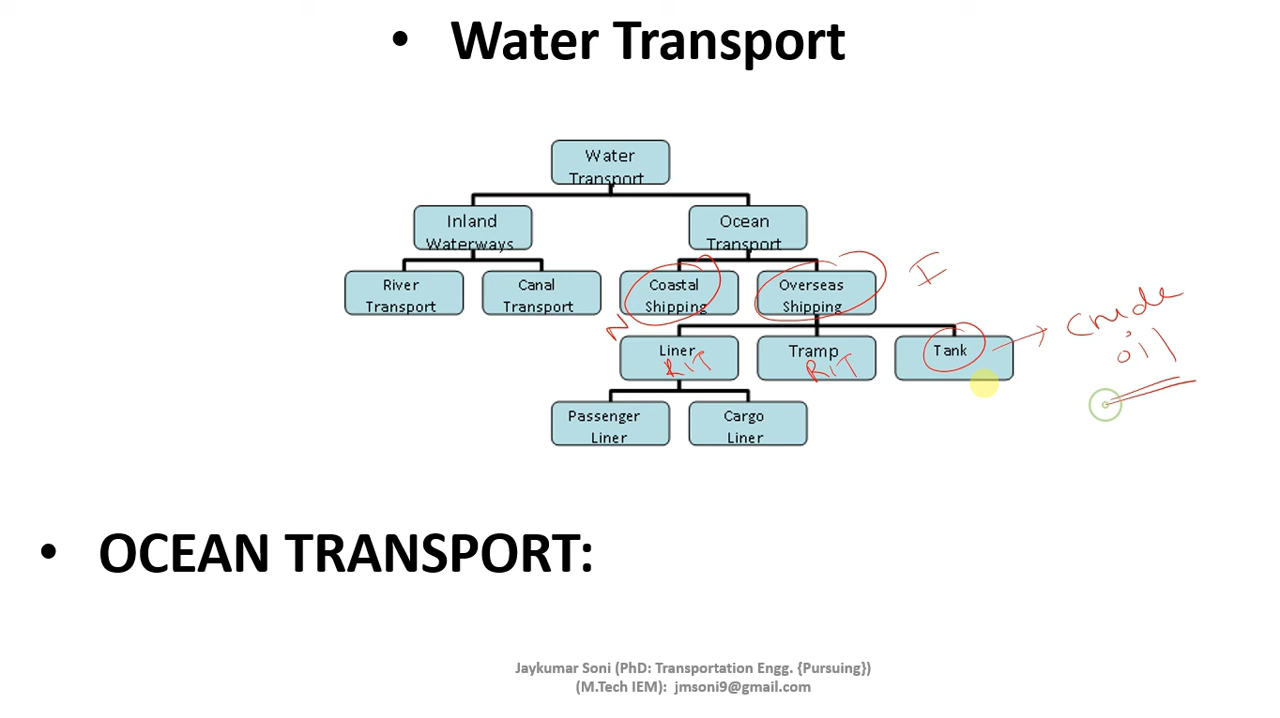 • Water Transport
Water
Transport
Inland
Waterways
Ocean
Transport
River
Transport
Canal
Transport
Coastal
Shipping
Overseas
Shipping
I
N
Liner
RIT
Tramp
RIT
Tank
crude
oil
Passenger
Liner
Cargo
Liner
• OCEAN TRANSPORT:
Jaykumar Soni (PhD: Transportation Engg. {Pursuing})
(M.Tech IEM): jmsoni9@gmail.com